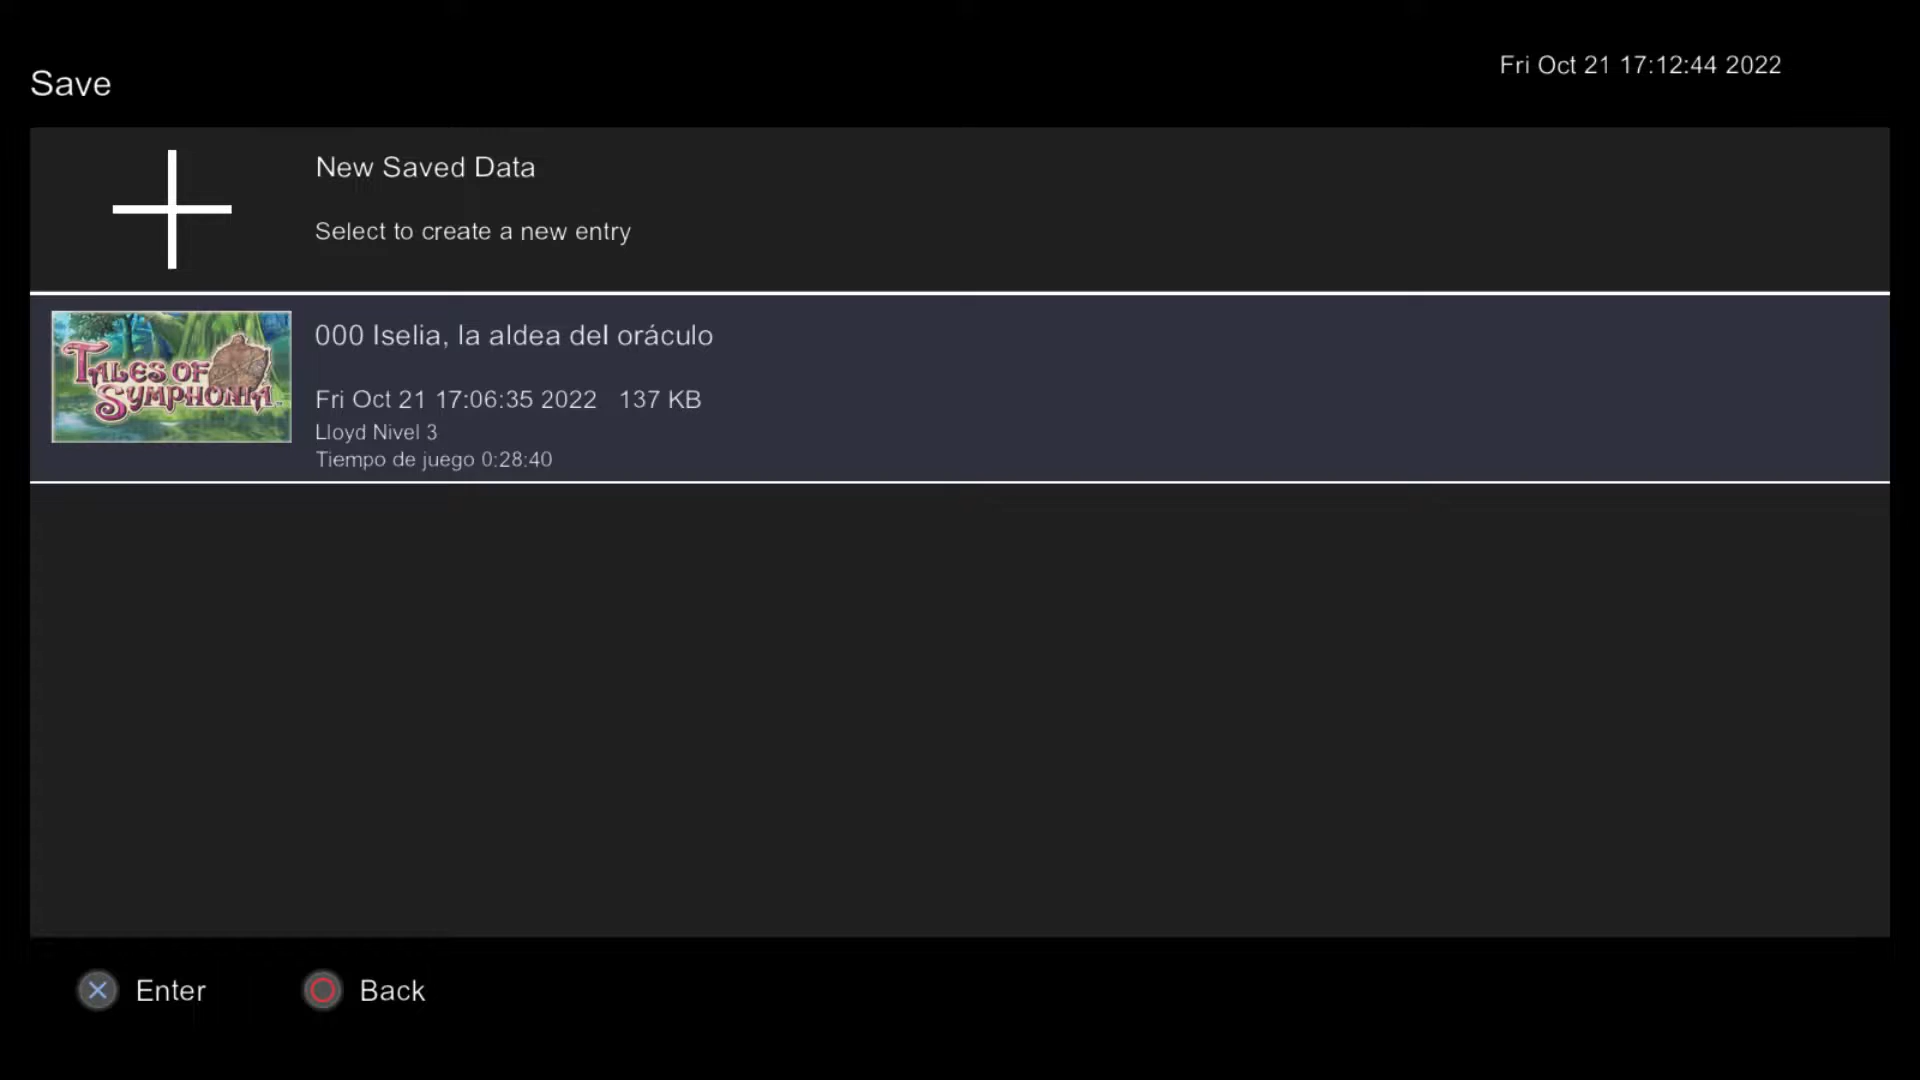 Save
Fri Oct 21 17:12:44 2022
New Saved Data
Select to create a new entry
TALES OF
SYMPHONIA™
000 Iselia, la aldea del oráculo
Fri Oct 21 17:06:35 2022 137 KB
Lloyd Nivel 3
Tiempo de juego 0:28:40
Enter
Back